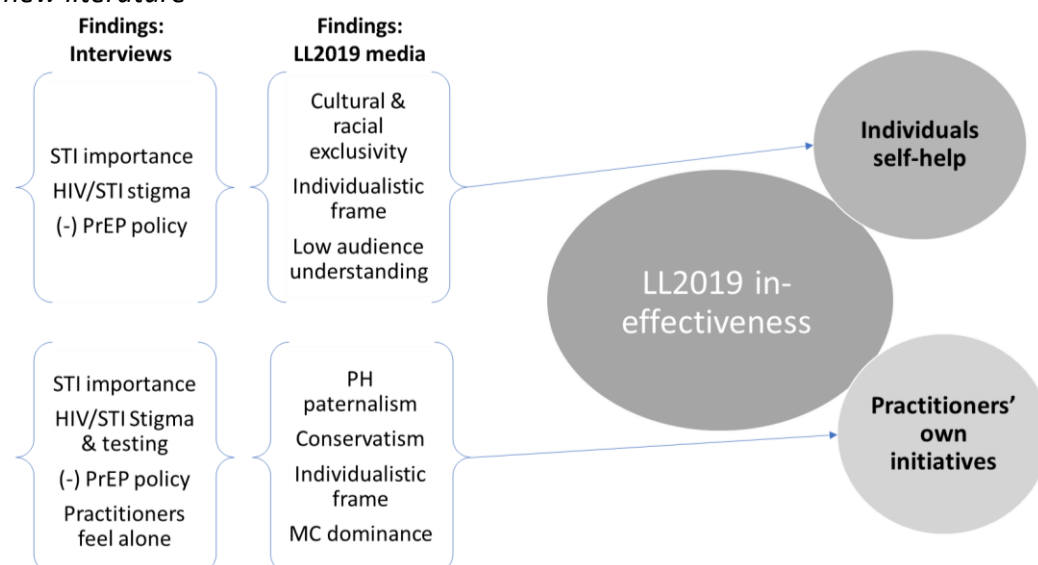 new literature
Findings:
Interviews
Findings:
LL2019 media
STI importance
HIV/STI stigma
(-) PrEP policy
Cultural &
racial
exclusivity
Individualistic
frame
Low audience
understanding
Individuals
self-help
LL2019 in-
effectiveness
STI importance
HIV/STI Stigma
& testing
(-) PrEP policy
Practitioners
feel alone
PH
paternalism
Conservatism
Individualistic
frame
MC dominance
Practitioners’
own
initiatives